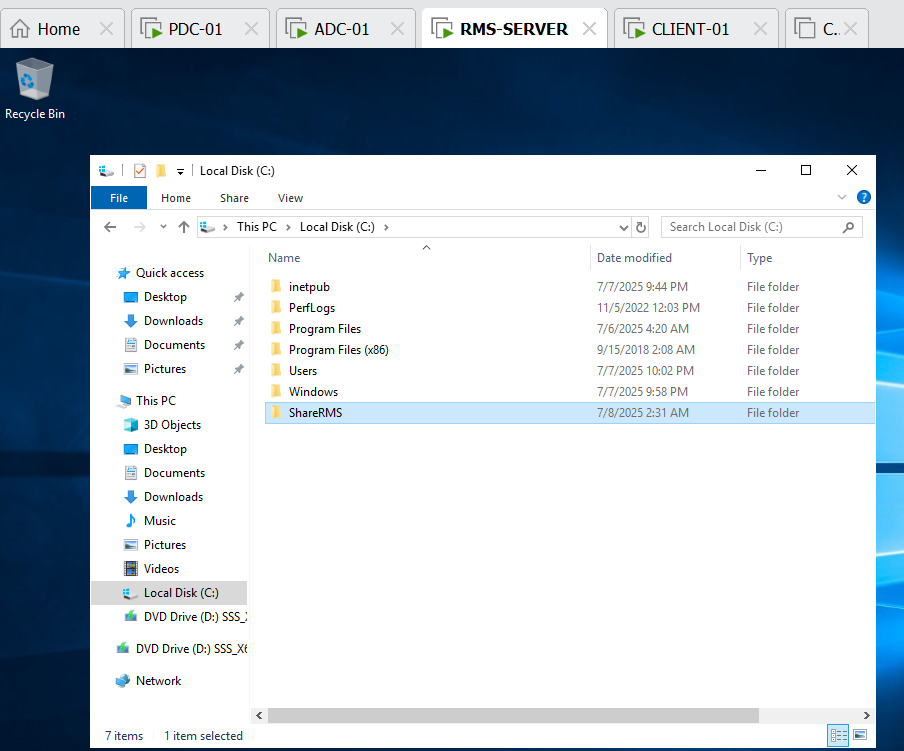 Home
PDC-01
ADC-01
RMS-SERVER
CLIENT-01
C..
Recycle Bin
Local Disk (C:)
File Home Share View
This PC Local Disk (C:)
Search Local Disk (C:)
Name Date modified Type
Quick access
Desktop
Downloads
Documents
Pictures
This PC
3D Objects
Desktop
Documents
Downloads
Music
Pictures
Videos
Local Disk (C:)
DVD Drive (D:) SSS_X
DVD Drive (D:) SSS_X6
Network
inetpub 7/7/2025 9:44 PM File folder
PerfLogs 11/5/2022 12:03 PM File folder
Program Files 7/6/2025 4:20 AM File folder
Program Files (x86) 9/15/2018 2:08 AM File folder
Users 7/7/2025 10:02 PM File folder
Windows 7/7/2025 9:58 PM File folder
ShareRMS 7/8/2025 2:31 AM File folder
7 items 1 item selected